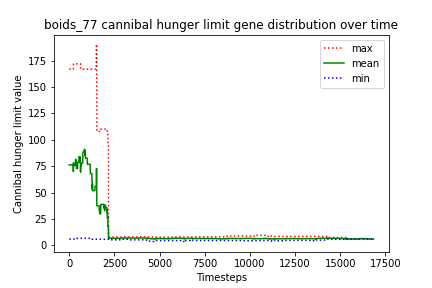 boids_77 cannibal hunger limit gene distribution over time
max
mean
min
Cannibal hunger limit value
175
150
125
100
75
50
25
0
0
2500
5000
7500
10000
12500
15000
17500
Timesteps